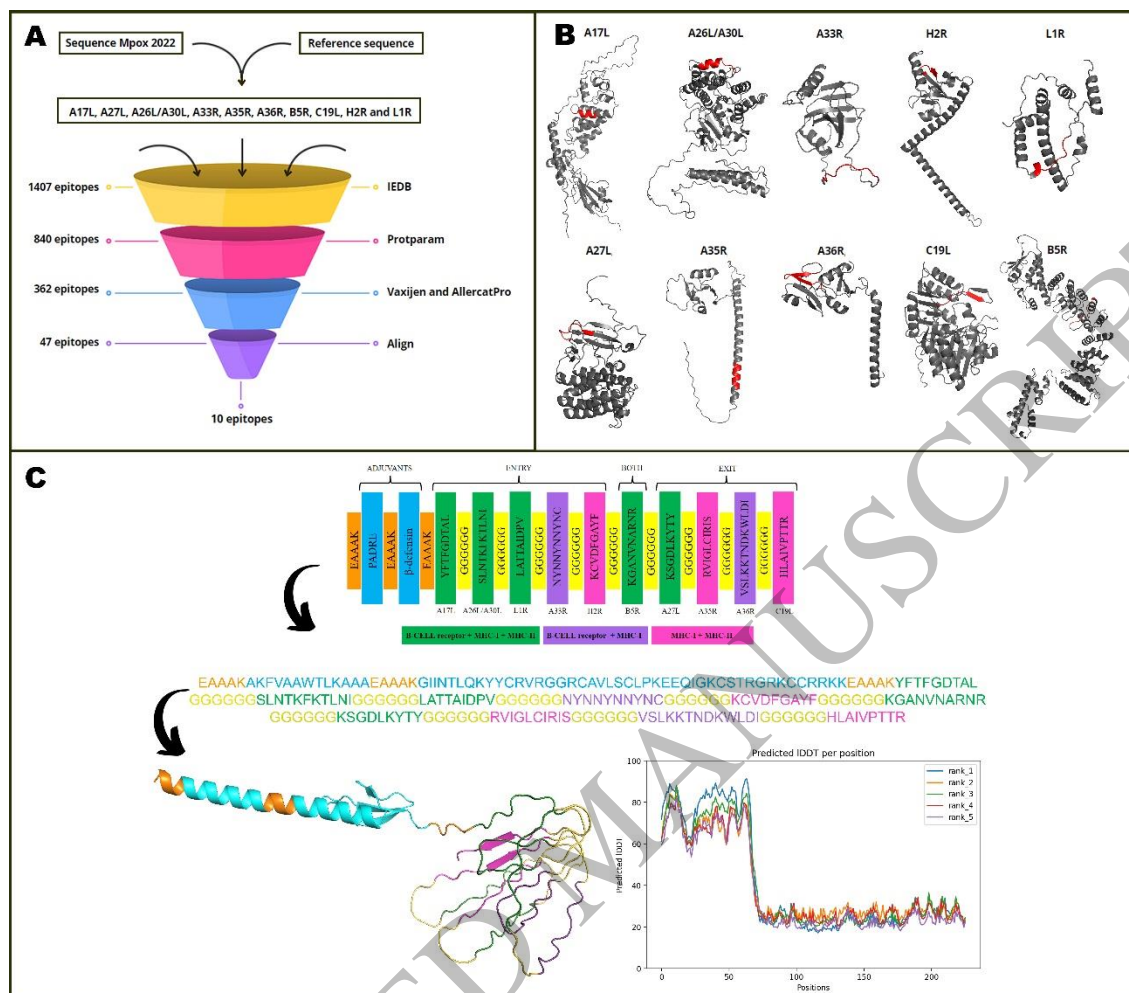 A
Sequence Mpox 2022
Reference sequence
A17L, A27L, A26L/A30L, A33R, A35R, A36R, B5R, C19L, H2R and L1R
1407 epitopes
IEDB
840 epitopes
Protparam
362 epitopes
Vaxijen and AllercatPro
47 epitopes
Align
10 epitopes
B
A17L
A26L/A30L
A33R
H2R
L1R
A27L
A35R
A36R
C19L
B5R
C
ADJUVANTS
ENTRY
BOTH
EXIT
EAAAK
PADRE
EAAAK
β-defensin
EAAAK
YFTFGDTAL
GGGGGG
SLNTKFKTLNI
GGGGGG
LATTAIDPV
GGGGGG
NYNNYNNYNC
GGGGGG
KCVDFGAYF
GGGGGG
KGANVNARNR
GGGGGG
KSGDLKYTY
GGGGGG
RVIGLCIRIS
GGGGGG
VSLKKTNDKWLDI
GGGGGG
HLAIVPTTR
A17L
A26L/A30L
L1R
A33R
H2R
B5R
A27L
A35R
A36R
C19L
B-CELL receptor + MHC-I + MHC-II
B-CELL receptor + MHC-I
MHC-I + MHC-II
EAAAKAKFVAAWTLKAAAEAAAKGIINTLQKYYCRVRGGRCAVLSCLPKEEQIGKCSTRGRKCCRRKKEAAAKYFTFGDTAL
GGGGGGSLNTKFKTLNIGGGGGGLATTAIDPVGGGGGGNYNNYNNYNCGGGGGGKCVDFGAYFGGGGGGKGANVNARNR
GGGGGGKSGDLKYTYGGGGGGRVIGLCIRISGGGGGGVSLKKTNDKWLDIGGGGGGHLAIVPTTR
Predicted lDDT per position
Predicted lDDT
100
80
60
40
20
0
0
50
100
150
200
Positions
rank_1
rank_2
rank_3
rank_4
rank_5